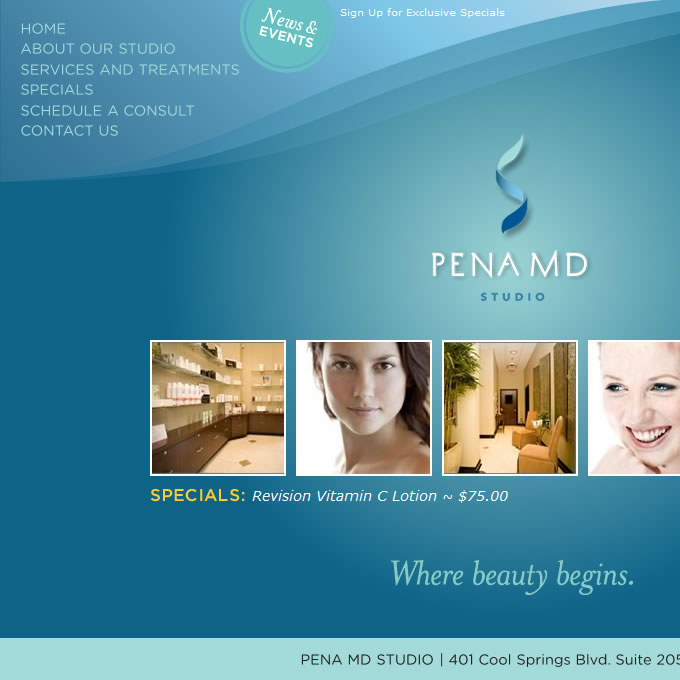 HOME
ABOUT OUR STUDIO
SERVICES AND TREATMENTS
SPECIALS
SCHEDULE A CONSULT
CONTACT US
News &
EVENTS
Sign Up for Exclusive Specials
PENA MD
STUDIO
SPECIALS: Revision Vitamin C Lotion ~ $75.00
Where beauty begins.
PENA MD STUDIO | 401 Cool Springs Blvd. Suite 205